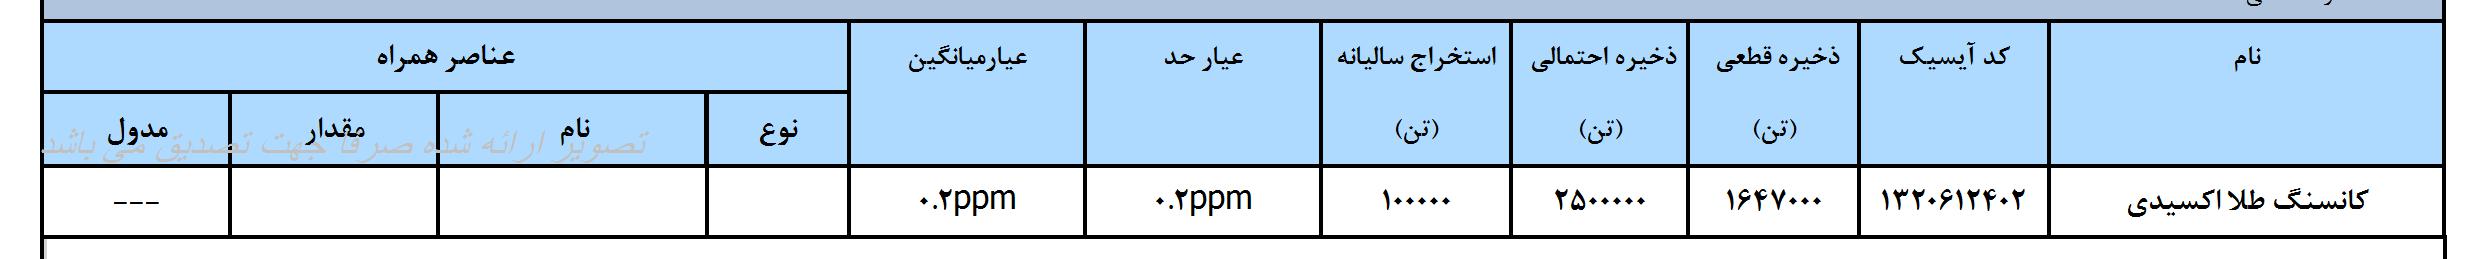 نام
کد آیسیک
ذخیره قطعی (تن)
ذخیره احتمالی (تن)
استخراج سالیانه (تن)
عیار حد
عیارمیانگین
عناصر همراه
نوع
نام
مقدار
مدول
تصویر ارائه شده صرفا جهت تصدیق می باشد
کانسنگ طلا اکسیدی
۱۳۲۰۶۱۲۴۰۲
۱۶۴۷۰۰۰
۲۵۰۰۰۰۰
۱۰۰۰۰۰
۰.۲ppm
۰.۲ppm
---